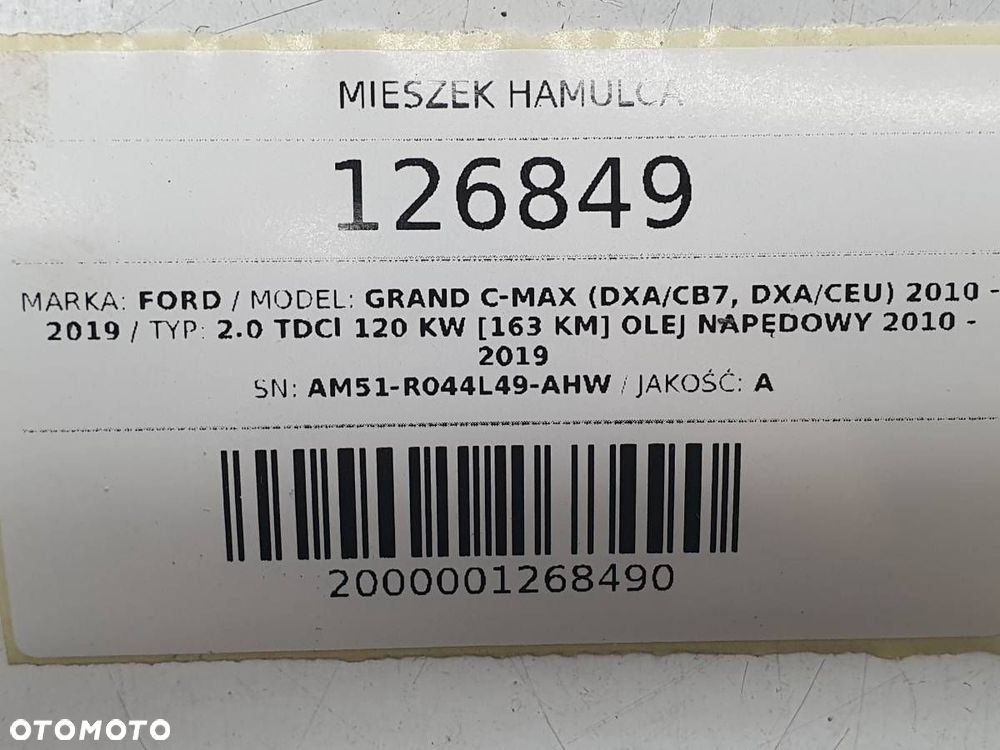 MIESZEK HAMULCA
126849
MARKA: FORD / MODEL: GRAND C-MAX (DXA/CB7, DXA/CEU) 2010 -
2019 / TYP: 2.0 TDCI 120 KW [163 KM] OLEJ NAPĘDOWY 2010 -
2019
SN: AM51-R044L49-AHW / JAKOŚĆ: A
2000001268490
OTOMOTO